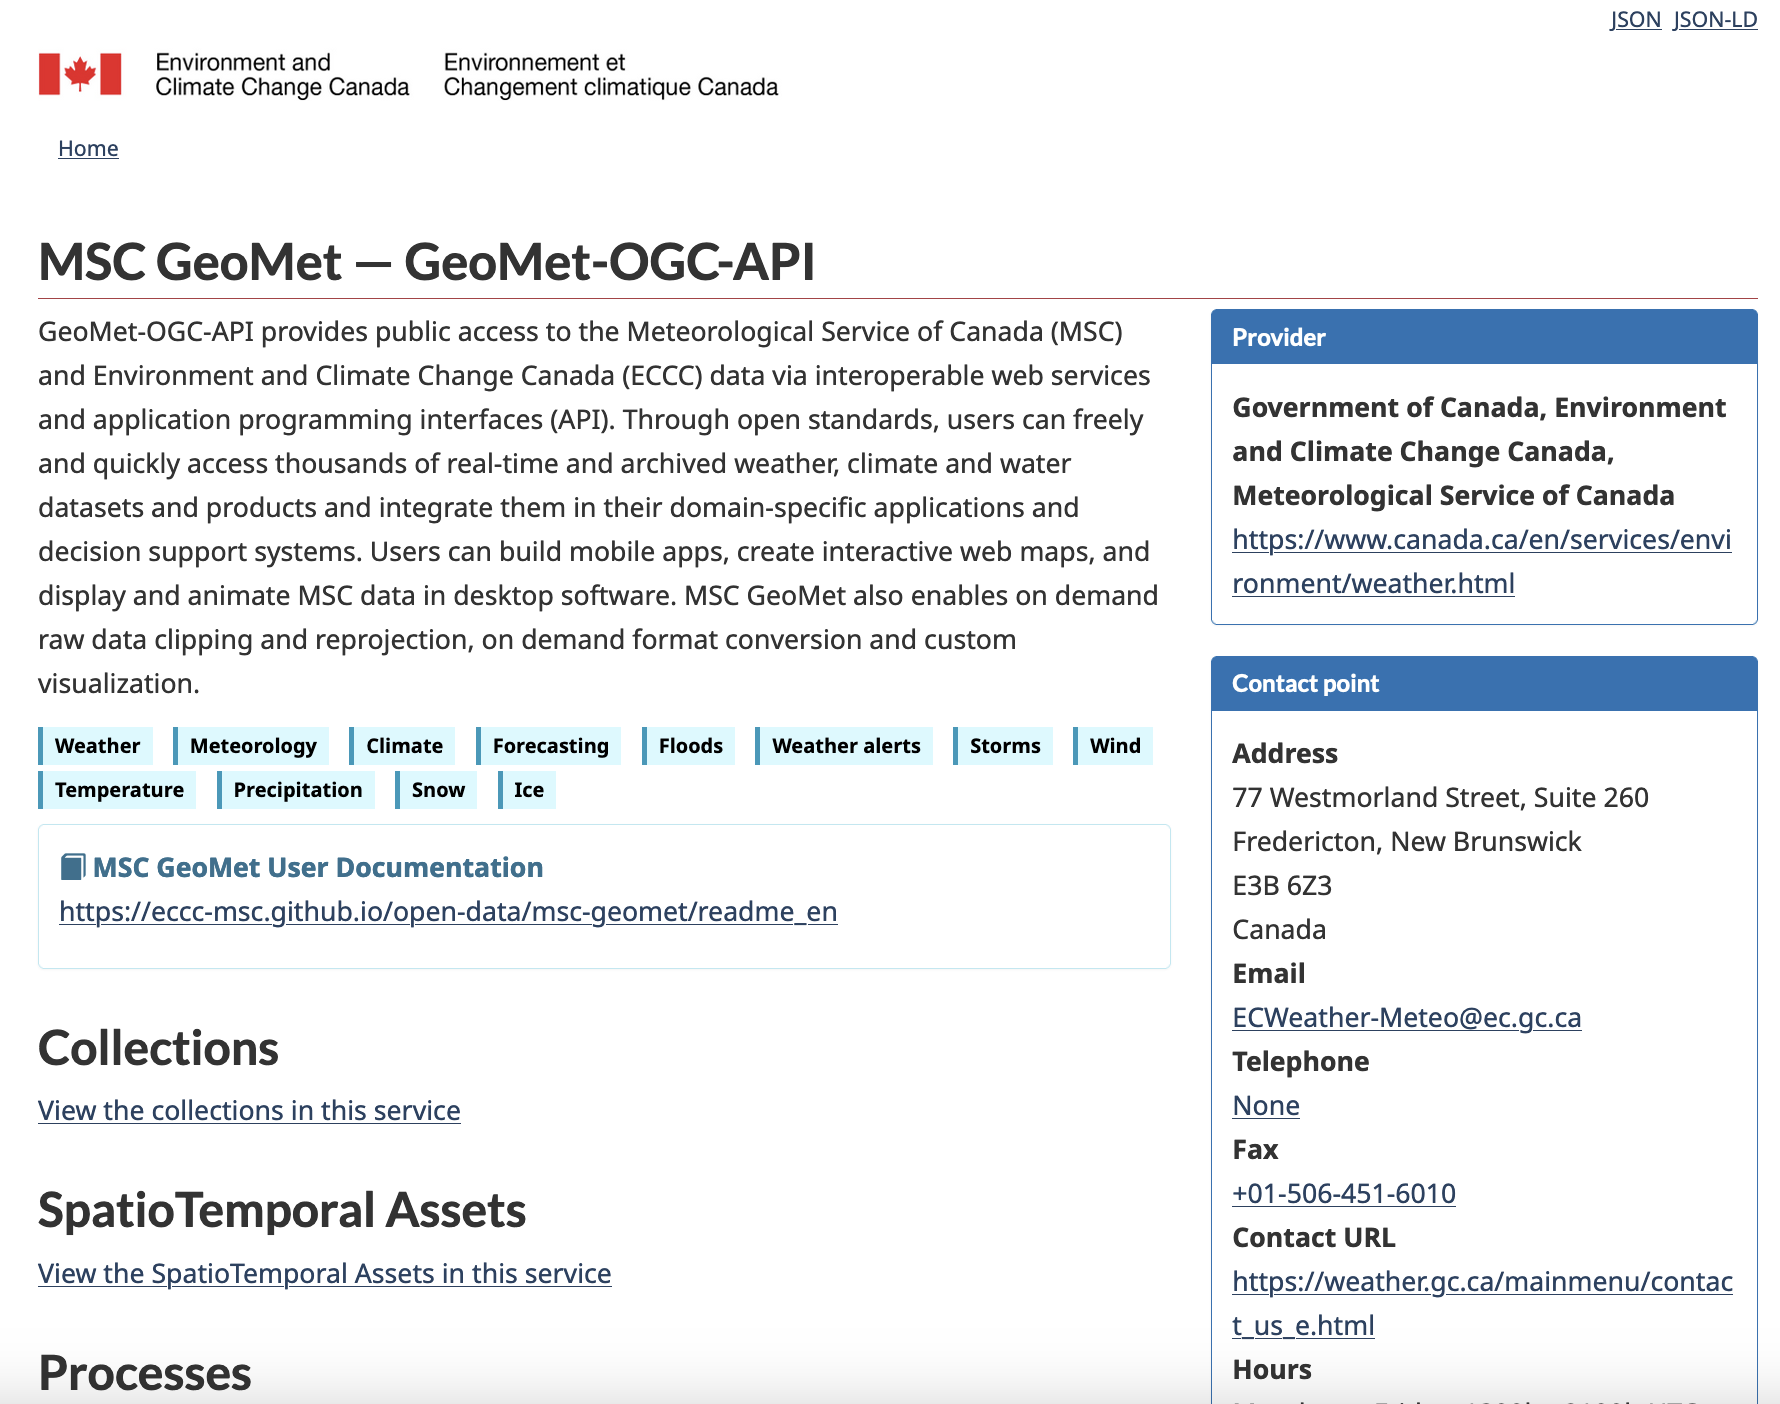 JSON JSON-LD
Environment and
Climate Change Canada
Environnement et
Changement climatique Canada
Home
MSC GeoMet — GeoMet-OGC-API
GeoMet-OGC-API provides public access to the Meteorological Service of Canada (MSC)
and Environment and Climate Change Canada (ECCC) data via interoperable web services
and application programming interfaces (API). Through open standards, users can freely
and quickly access thousands of real-time and archived weather, climate and water
datasets and products and integrate them in their domain-specific applications and
decision support systems. Users can build mobile apps, create interactive web maps, and
display and animate MSC data in desktop software. MSC GeoMet also enables on demand
raw data clipping and reprojection, on demand format conversion and custom
visualization.
Weather Meteorology Climate Forecasting Floods Weather alerts Storms Wind
Temperature Precipitation Snow Ice
MSC GeoMet User Documentation
https://eccc-msc.github.io/open-data/msc-geomet/readme_en
Collections
View the collections in this service
SpatioTemporal Assets
View the SpatioTemporal Assets in this service
Processes
Provider
Government of Canada, Environment
and Climate Change Canada,
Meteorological Service of Canada
https://www.canada.ca/en/services/envi
ronment/weather.html
Contact point
Address
77 Westmorland Street, Suite 260
Fredericton, New Brunswick
E3B 6Z3
Canada
Email
ECWeather-Meteo@ec.gc.ca
Telephone
None
Fax
+01-506-451-6010
Contact URL
https://weather.gc.ca/mainmenu/contac
t_us_e.html
Hours